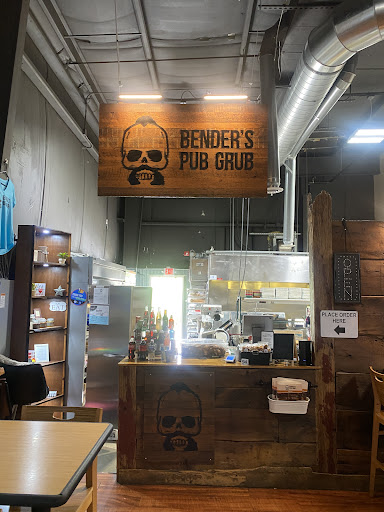 BENDER'S
PUB GRUB
PLACE ORDER
HERE